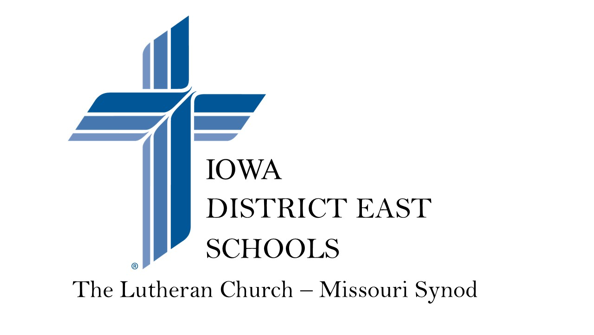 IOWA
DISTRICT EAST
SCHOOLS
®
The Lutheran Church – Missouri Synod